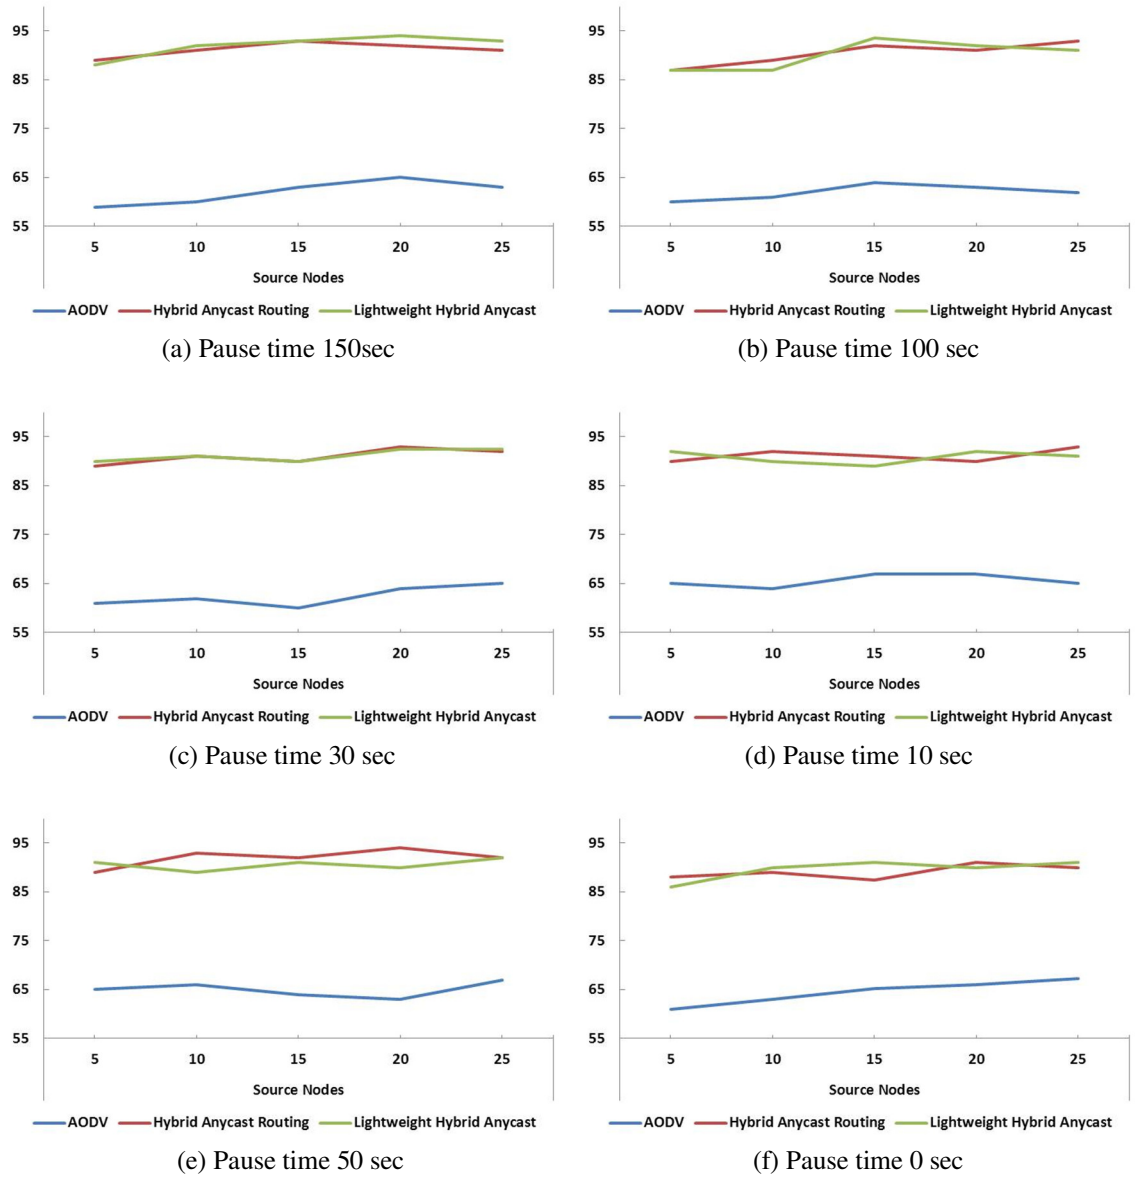 95
85
75
65
55
5 10 15 20 25
Source Nodes
AODV Hybrid Anycast Routing Lightweight Hybrid Anycast
(a) Pause time 150sec
95
85
75
65
55
5 10 15 20 25
Source Nodes
AODV Hybrid Anycast Routing Lightweight Hybrid Anycast
(b) Pause time 100 sec
95
85
75
65
55
5 10 15 20 25
Source Nodes
AODV Hybrid Anycast Routing Lightweight Hybrid Anycast
(c) Pause time 30 sec
95
85
75
65
55
5 10 15 20 25
Source Nodes
AODV Hybrid Anycast Routing Lightweight Hybrid Anycast
(d) Pause time 10 sec
95
85
75
65
55
5 10 15 20 25
Source Nodes
AODV Hybrid Anycast Routing Lightweight Hybrid Anycast
(e) Pause time 50 sec
95
85
75
65
55
5 10 15 20 25
Source Nodes
AODV Hybrid Anycast Routing Lightweight Hybrid Anycast
(f) Pause time 0 sec